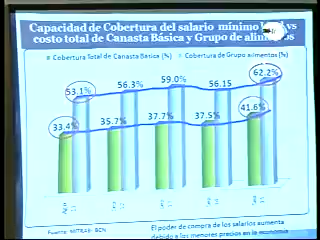 Capacidad de Cobertura del salario mínimo vs
costo total de Canasta Básica y Grupo de alimentos
Cobertura Total de Canasta Básica (%) Cobertura de Grupo alimentos (%)
53.1% 56.3% 59.0% 56.15 62.2%
33.4% 35.7% 37.7% 37.5% 41.6%
Fuente: MITRAB- BCN
El poder de compra de los salarios aumenta
debido a los menores precios en la economía